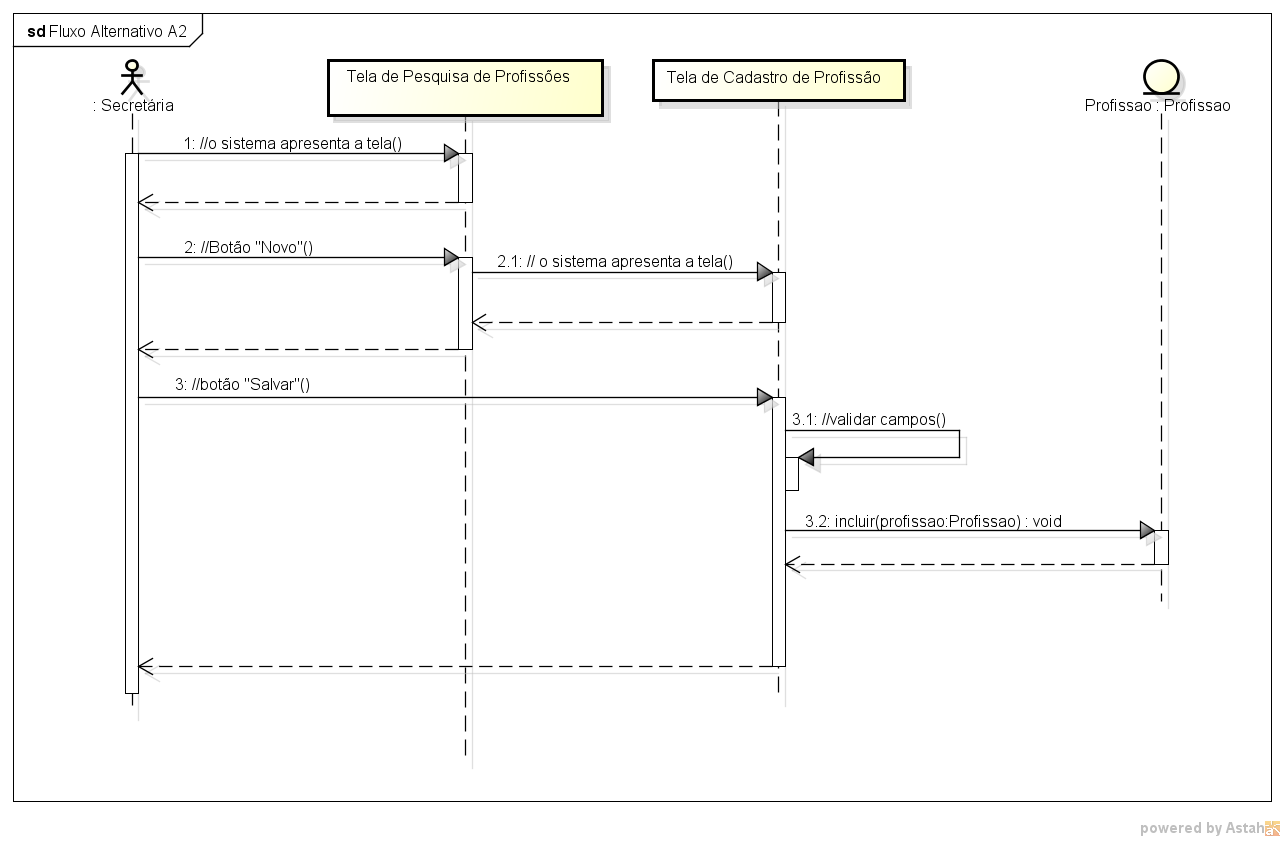 sd Fluxo Alternativo A2
: Secretária
Tela de Pesquisa de Profissões
Tela de Cadastro de Profissão
Profissao : Profissao
1: //o sistema apresenta a tela()
2: //Botão "Novo"()
2.1: // o sistema apresenta a tela()
3: //botão "Salvar"()
3.1: //validar campos()
3.2: incluir(profissao:Profissao) : void
powered by Astah